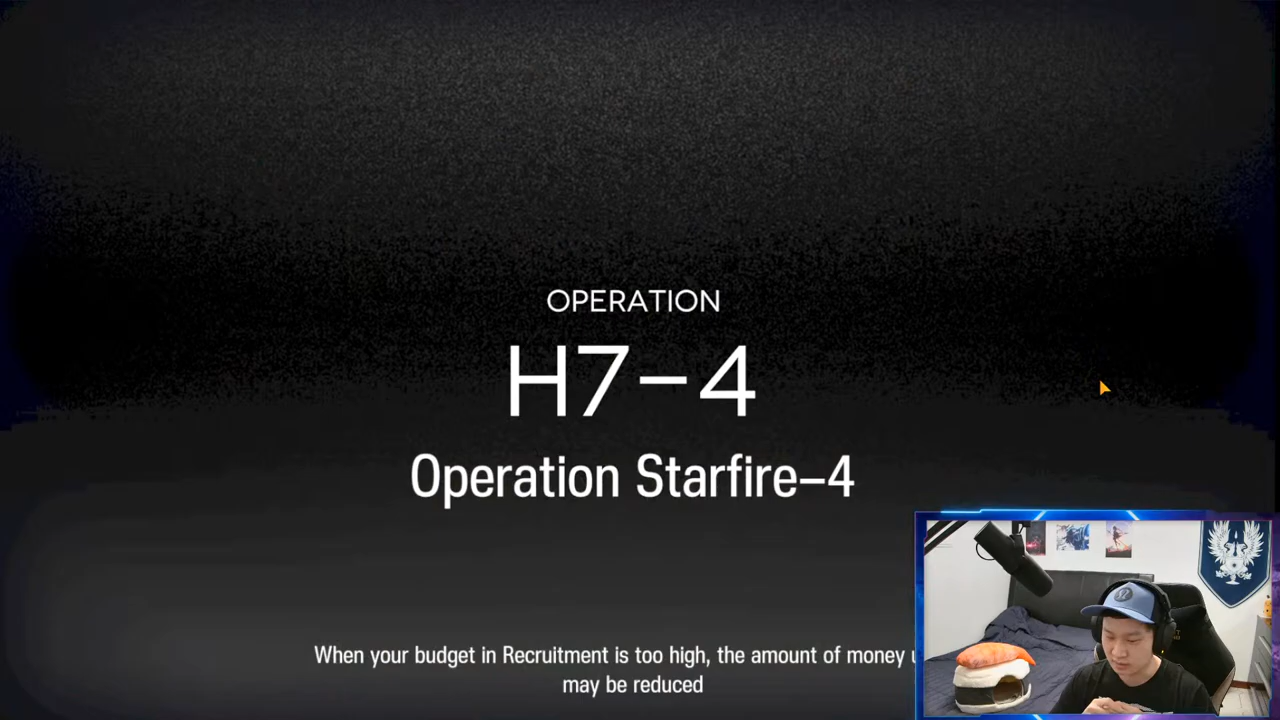 OPERATION
H7-4
Operation Starfire-4
When your budget in Recruitment is too high, the amount of money
may be reduced